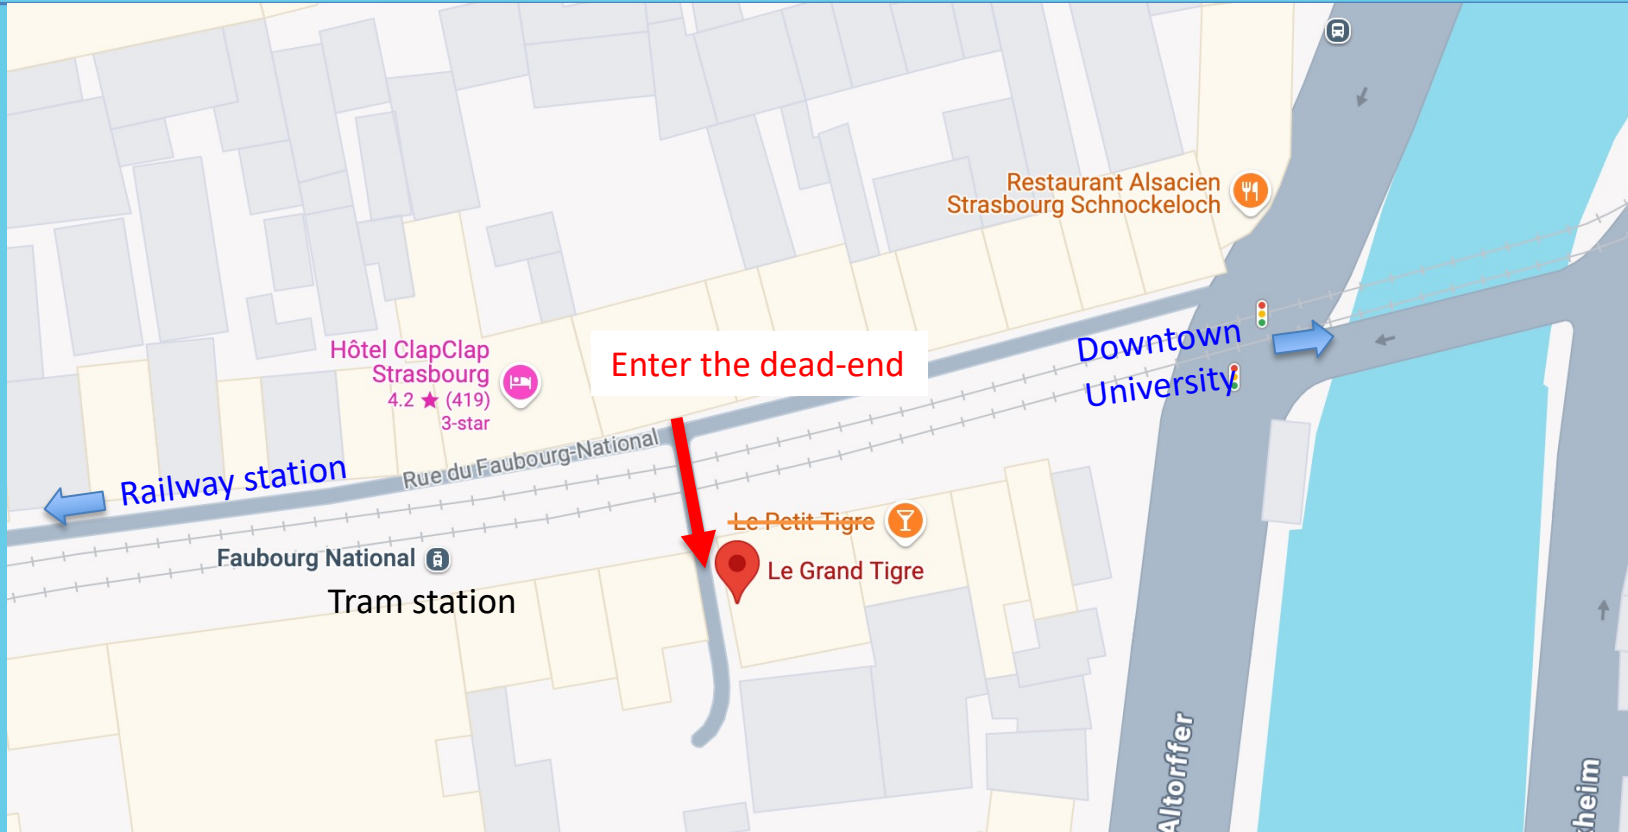 Restaurant Alsacien
Strasbourg Schnockeloch
Hôtel ClapClap
Strasbourg
4.2 ★ (419)
3-star
Enter the dead-end
Downtown
University
Railway station
Rue du Faubourg-National
Le Petit Tigre
Le Grand Tigre
Faubourg National
Tram station
Altorffer
heim